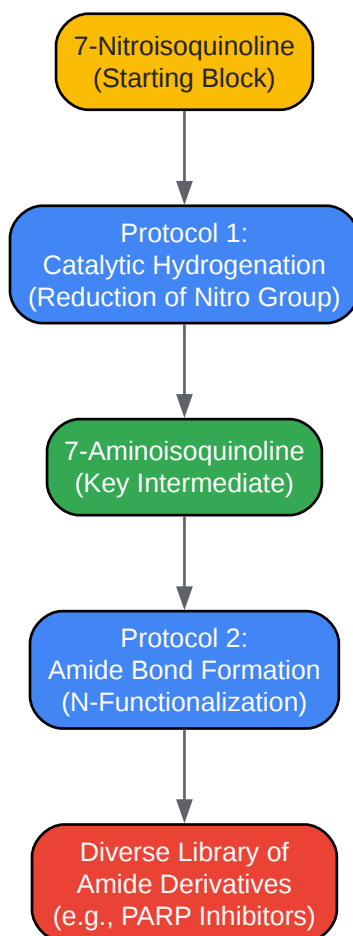 7-Nitroisoquinoline
(Starting Block)
Protocol 1:
Catalytic Hydrogenation
(Reduction of Nitro Group)
7-Aminoisoquinoline
(Key Intermediate)
Protocol 2:
Amide Bond Formation
(N-Functionalization)
Diverse Library of
Amide Derivatives
(e.g., PARP Inhibitors)